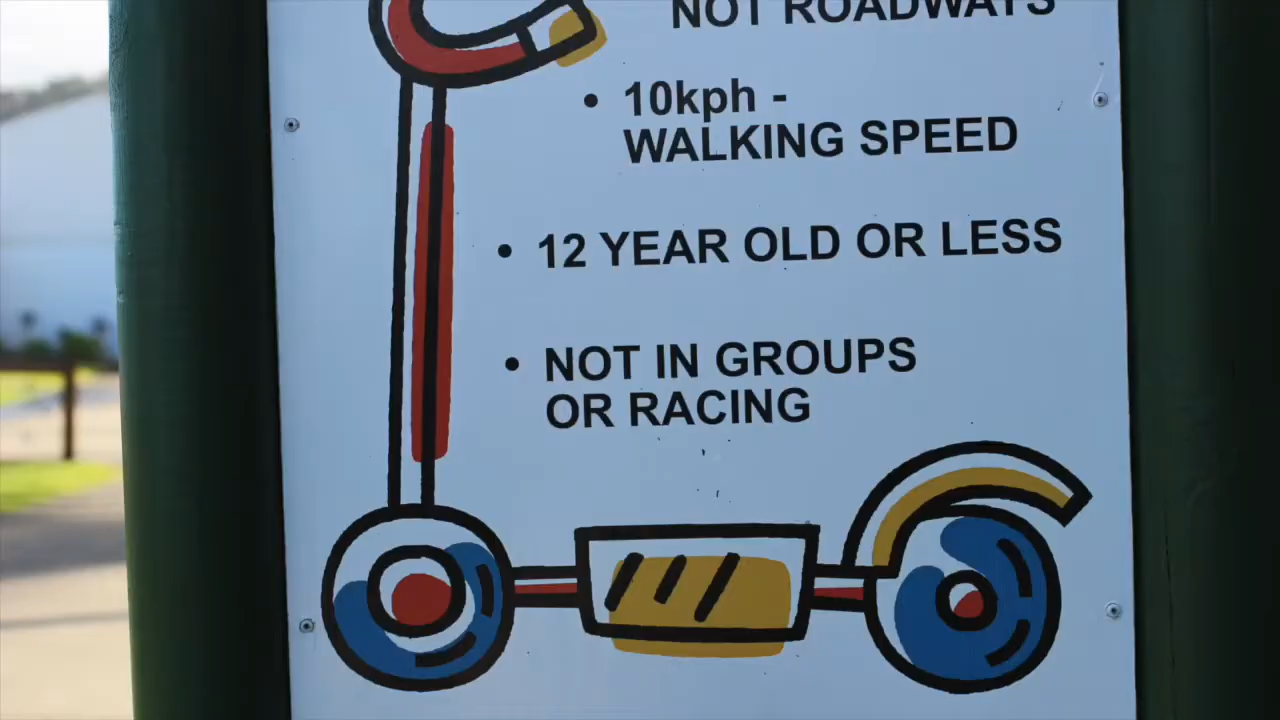 NOT ROADWAYS
• 10kph -
WALKING SPEED
• 12 YEAR OLD OR LESS
• NOT IN GROUPS
OR RACING